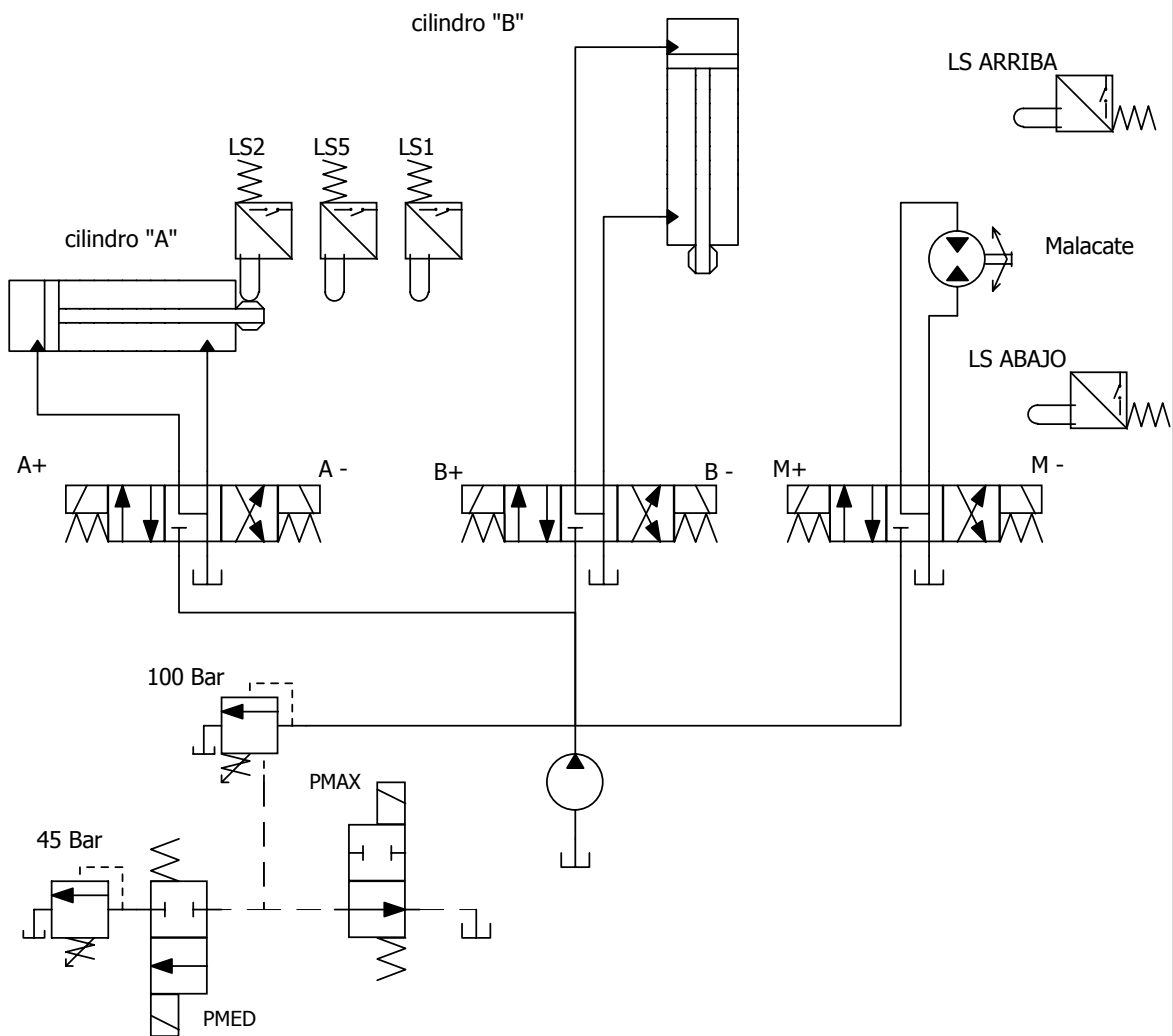 cilindro "B"
LS ARRIBA
LS2
LS5
LS1
cilindro "A"
Malacate
LS ABAJO
A+
A -
B+
B -
M+
M -
100 Bar
PMAX
45 Bar
PMED